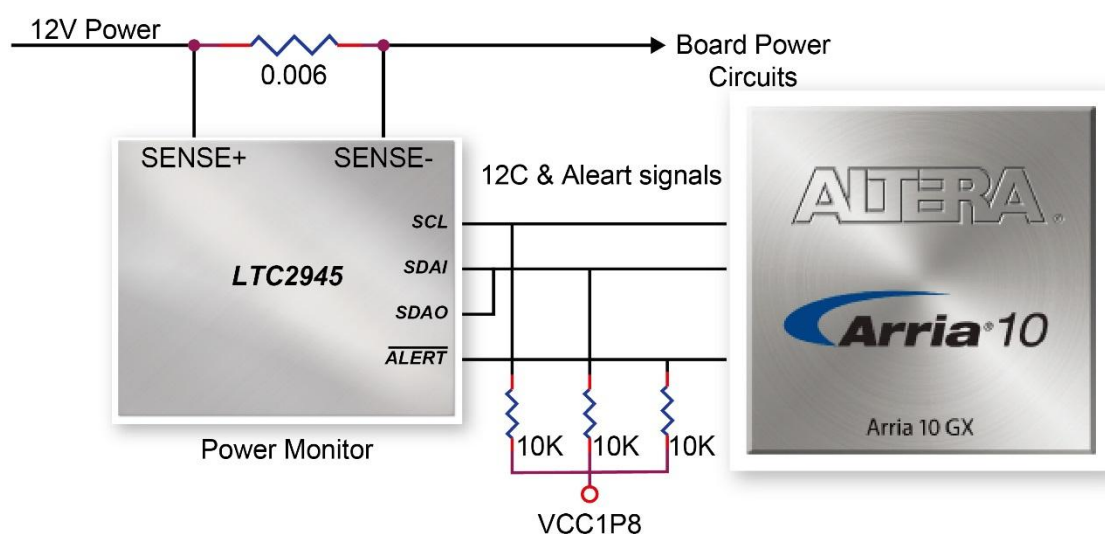 12V Power
0.006
Board Power
Circuits
SENSE+ SENSE-
12C & Aleart signals
SCL
SDAI
SDAO
ALERT
LTC2945
Power Monitor
10K 10K 10K
VCC1P8
ALTERA®
Arria® 10
Arria 10 GX